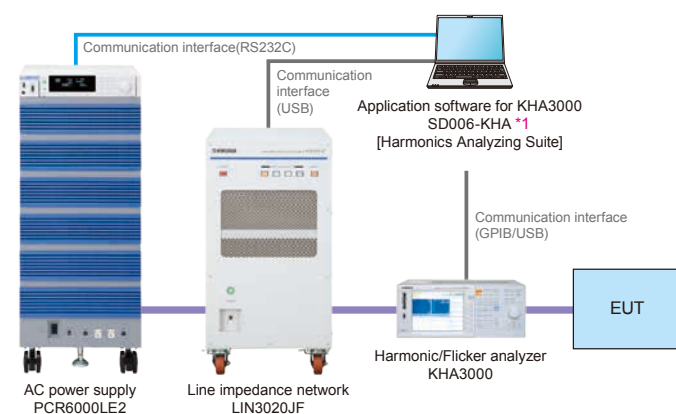 Communication interface(RS232C)
Communication
interface
(USB)
Application software for KHA3000
SD006-KHA *1
[Harmonics Analyzing Suite]
Communication interface
(GPIB/USB)
EUT
Harmonic/Flicker analyzer
KHA3000
AC power supply
PCR6000LE2
Line impedance network
LIN3020JF